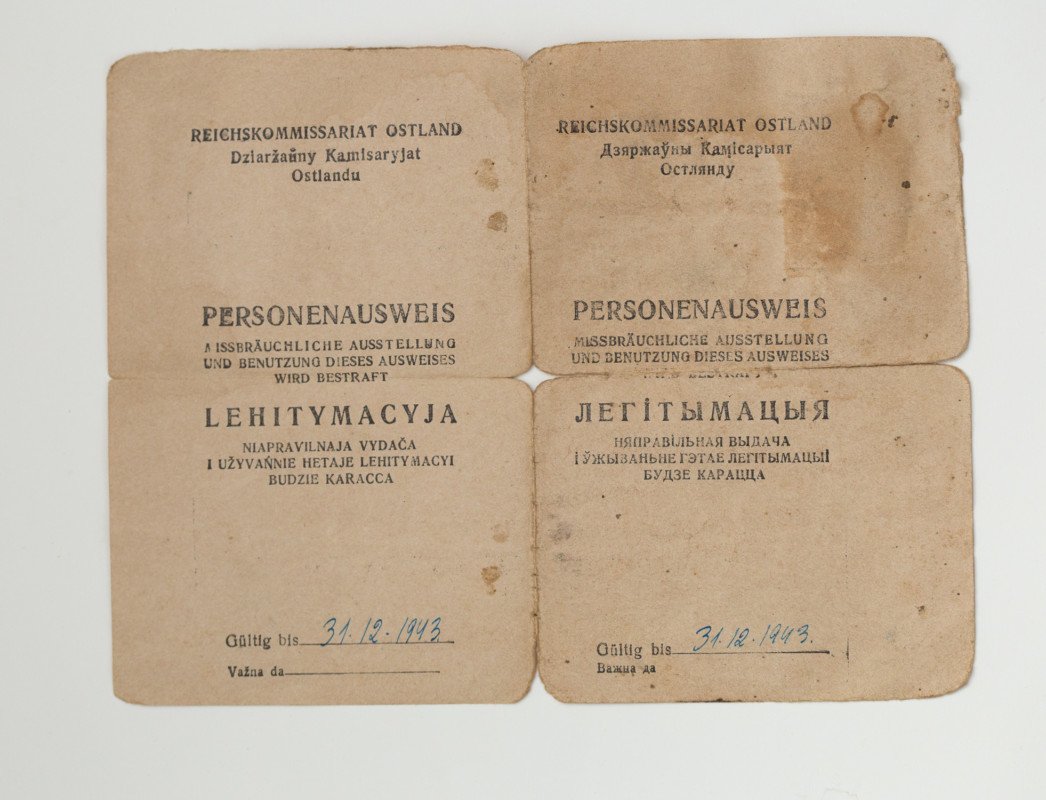 REICHSKOMMISSARIAT OSTLAND
Dziaržaŭny Kamisaryjat
Ostlandu
PERSONENAUSWEIS
MISSBRÄUCHLICHE AUSSTELLUNG
UND BENUTZUNG DIESES AUSWEISES
WIRD BESTRAFT
LEHITYMACYJA
NIAPRAVILNAJA VYDAČA
I UŽYVAŃNIE HETAJE LEHITYMACYI
BUDZIE KARACCA
Gültig bis 31.12.1943
Važna da
REICHSKOMMISSARIAT OSTLAND
Дзяржаўны Камісарыят
Остлянду
PERSONENAUSWEIS
MISSBRÄUCHLICHE AUSSTELLUNG
UND BENUTZUNG DIESES AUSWEISES
WIRD BESTRAFT
ЛЕГІТЫМАЦЫЯ
НЯПРАВІЛЬНАЯ ВЫДАЧА
І ЎЖЫВАНЬНЕ ГЭТАЕ ЛЕГІТЫМАЦЫІ
БУДЗЕ КАРАЦЦА
Gültig bis 31.12.1943.
Важна да